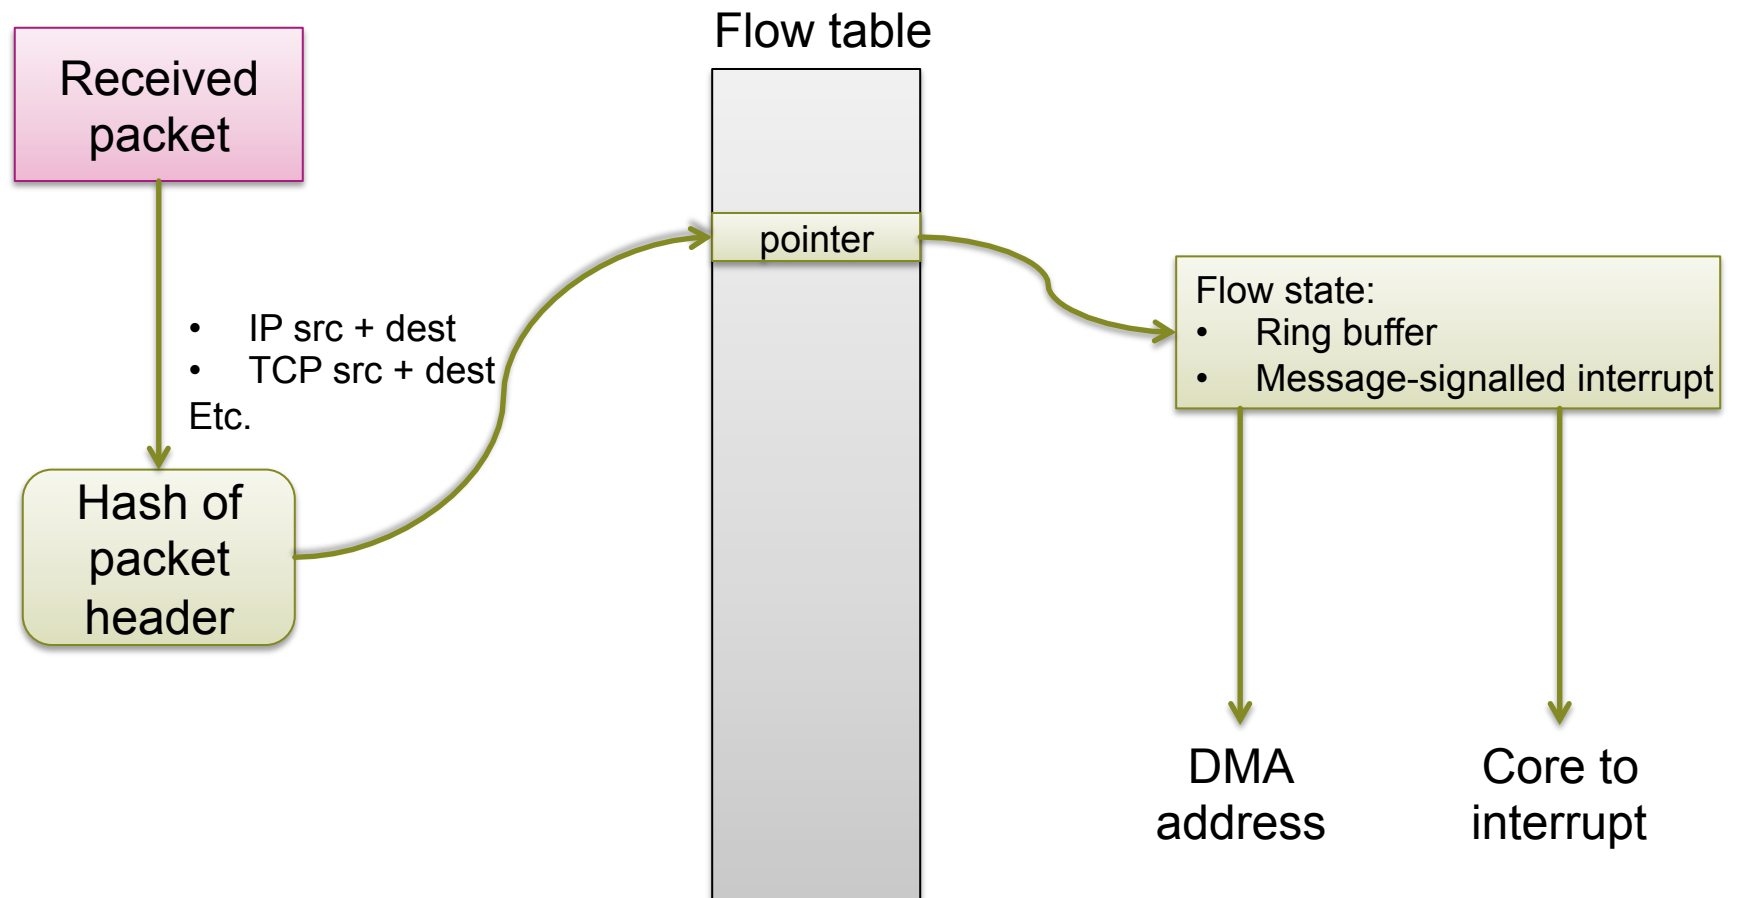 Flow table
Received
packet
pointer
• IP src + dest
• TCP src + dest
Etc.
Hash of
packet
header
Flow state:
• Ring buffer
• Message-signalled interrupt
DMA
address
Core to
interrupt